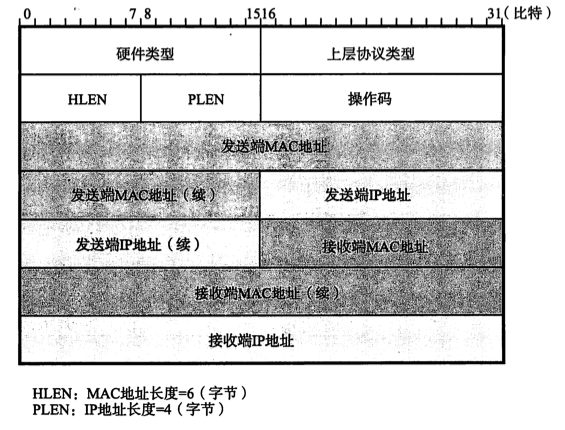 0 7 8 1516 31(比特)
硬件类型 上层协议类型
HLEN PLEN 操作码
发送端MAC地址
发送端MAC地址(续) 发送端IP地址
发送端IP地址(续) 接收端MAC地址
接收端MAC地址(续)
接收端IP地址
HLEN: MAC地址长度=6(字节)
PLEN: IP地址长度=4(字节)